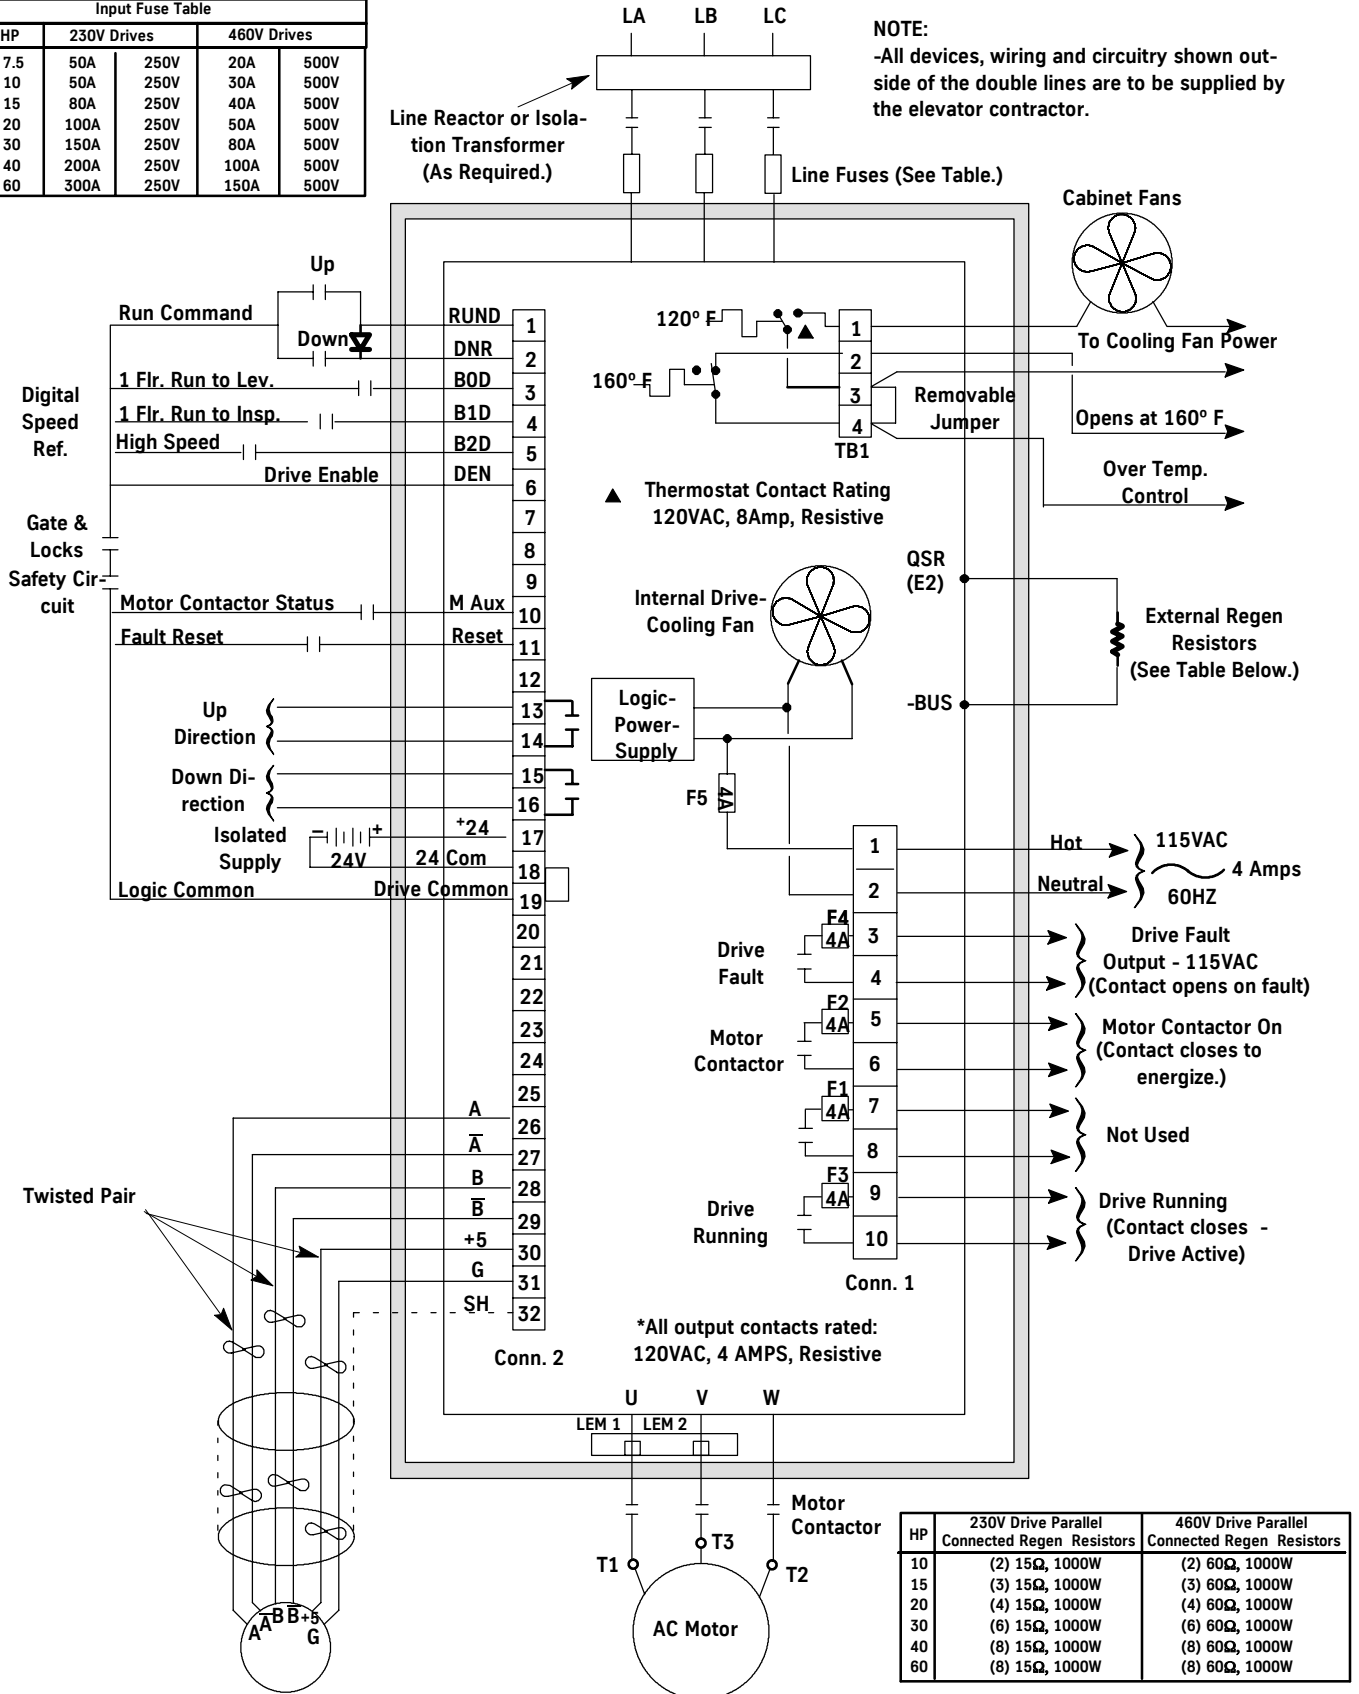 Input Fuse Table
HP 230V Drives 460V Drives
7.5 50A 250V 20A 500V
10 50A 250V 30A 500V
15 80A 250V 40A 500V
20 100A 250V 50A 500V
30 150A 250V 80A 500V
40 200A 250V 100A 500V
60 300A 250V 150A 500V
LA LB LC
NOTE:
-All devices, wiring and circuitry shown out-
side of the double lines are to be supplied by
the elevator contractor.
Line Reactor or Isola-
tion Transformer
(As Required.)
Line Fuses (See Table.)
Cabinet Fans
To Cooling Fan Power
Removable
Jumper
Opens at 160º F
Over Temp.
Control
120º F
160º F
1
2
3
4
TB1
▲ Thermostat Contact Rating
120VAC, 8Amp, Resistive
Up
Run Command
Down
1 Flr. Run to Lev.
Digital
Speed
Ref.
1 Flr. Run to Insp.
High Speed
Drive Enable
Gate &
Locks
Safety Cir-
cuit
Motor Contactor Status
Fault Reset
Up
Direction
Down Di-
rection
Isolated
Supply
- +
24V
Logic Common
RUND 1
DNR 2
B0D 3
B1D 4
B2D 5
DEN 6
7
8
9
M Aux 10
Reset 11
12
13
14
15
16
+24 17
24 Com 18
Drive Common 19
20
21
22
23
24
25
A 26
A̅ 27
B 28
B̅ 29
+5 30
G 31
SH 32
Conn. 2
Twisted Pair
A A̅ B B̅ +5 G
QSR
(E2)
-BUS
External Regen
Resistors
(See Table Below.)
Internal Drive-
Cooling Fan
Logic-
Power-
Supply
F5 4A
1 Hot
2 Neutral
115VAC
4 Amps
60HZ
Drive
Fault
F4
4A 3
4
Drive Fault
Output - 115VAC
(Contact opens on fault)
Motor
Contactor
F2
4A 5
6
Motor Contactor On
(Contact closes to
energize.)
F1
4A 7
8
Not Used
Drive
Running
F3
4A 9
10
Drive Running
(Contact closes -
Drive Active)
Conn. 1
*All output contacts rated:
120VAC, 4 AMPS, Resistive
U V W
LEM 1 LEM 2
Motor
Contactor
T1 T3 T2
AC Motor
HP 230V Drive Parallel Connected Regen Resistors 460V Drive Parallel Connected Regen Resistors
10 (2) 15Ω, 1000W (2) 60Ω, 1000W
15 (3) 15Ω, 1000W (3) 60Ω, 1000W
20 (4) 15Ω, 1000W (4) 60Ω, 1000W
30 (6) 15Ω, 1000W (6) 60Ω, 1000W
40 (8) 15Ω, 1000W (8) 60Ω, 1000W
60 (8) 15Ω, 1000W (8) 60Ω, 1000W